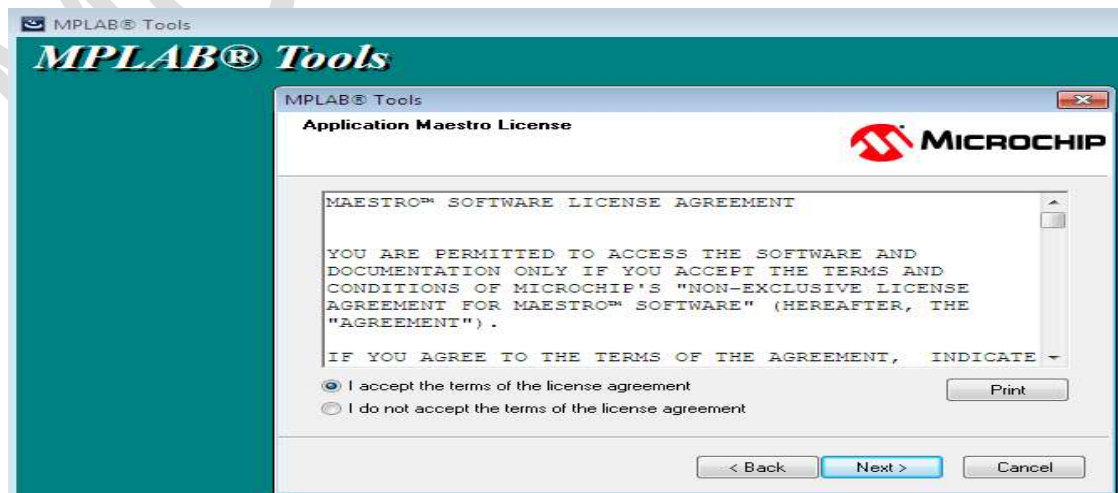 MPLAB® Tools
MPLAB® Tools
MPLAB® Tools
Application Maestro License
MICROCHIP
MAESTRO™ SOFTWARE LICENSE AGREEMENT
YOU ARE PERMITTED TO ACCESS THE SOFTWARE AND
DOCUMENTATION ONLY IF YOU ACCEPT THE TERMS AND
CONDITIONS OF MICROCHIP'S "NON-EXCLUSIVE LICENSE
AGREEMENT FOR MAESTRO™ SOFTWARE" (HEREAFTER, THE
"AGREEMENT").
IF YOU AGREE TO THE TERMS OF THE AGREEMENT, INDICATE
I accept the terms of the license agreement
Print
I do not accept the terms of the license agreement
< Back Next > Cancel